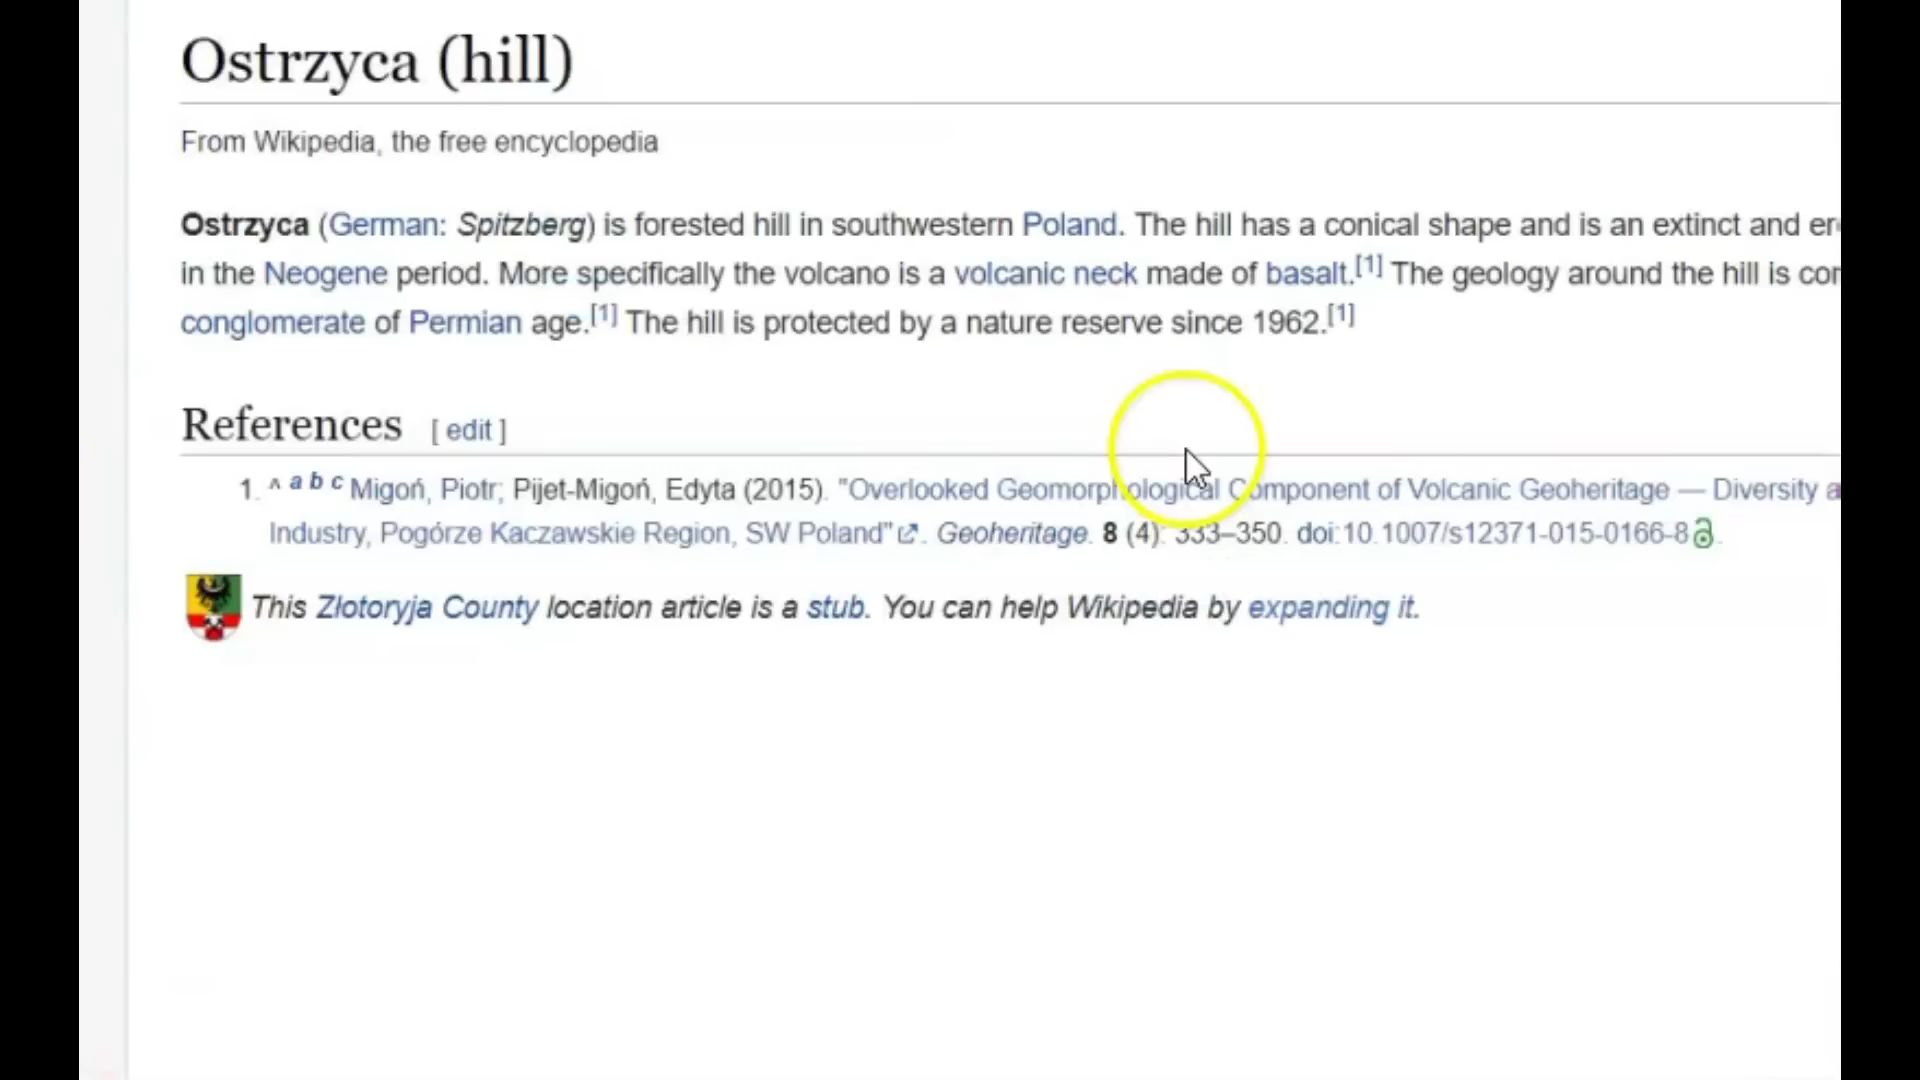 Ostrzyca (hill)
From Wikipedia, the free encyclopedia
Ostrzyca (German: Spitzberg) is forested hill in southwestern Poland. The hill has a conical shape and is an extinct and
in the Neogene period. More specifically the volcano is a volcanic neck made of basalt.[1] The geology around the hill is
conglomerate of Permian age.[1] The hill is protected by a nature reserve since 1962.[1]
References [ edit ]
1. ^ a b c Migoń, Piotr; Pijet-Migoń, Edyta (2015). "Overlooked Geomorphological Component of Volcanic Geoheritage — Diversity
Industry, Pogórze Kaczawskie Region, SW Poland". Geoheritage. 8 (4): 333–350. doi:10.1007/s12371-015-0166-8.
This Złotoryja County location article is a stub. You can help Wikipedia by expanding it.